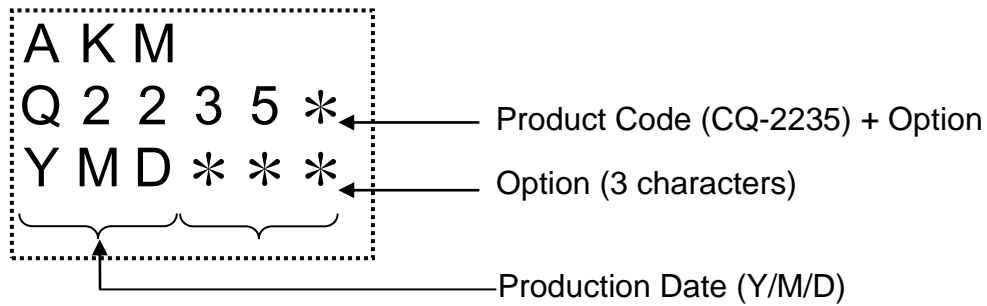 A K M
Q 2 2 3 5 *
Product Code (CQ-2235) + Option
Y M D * * *
Option (3 characters)
Production Date (Y/M/D)